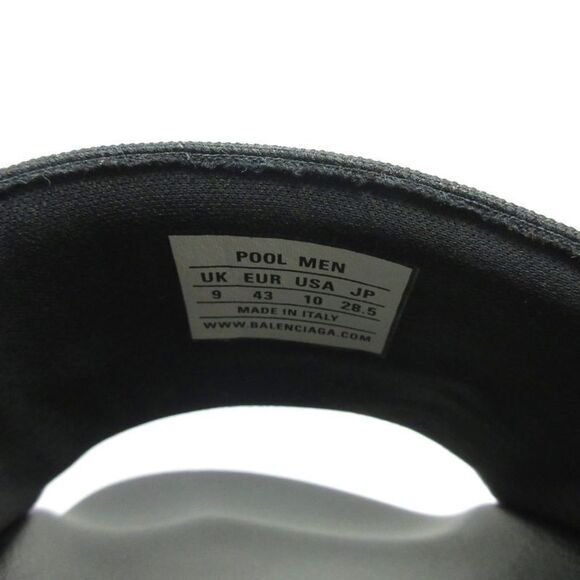 POOL MEN
UK EUR USA JP
9 43 10 28.5
MADE IN ITALY
WWW.BALENCIAGA.COM